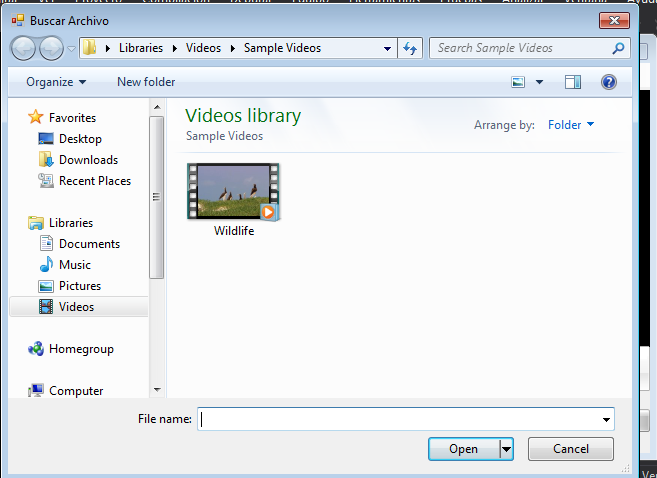 Buscar Archivo
Libraries Videos Sample Videos
Search Sample Videos
Organize New folder
Favorites
Desktop
Downloads
Recent Places
Libraries
Documents
Music
Pictures
Videos
Homegroup
Computer
Videos library
Sample Videos
Arrange by: Folder
Wildlife
File name:
Open Cancel